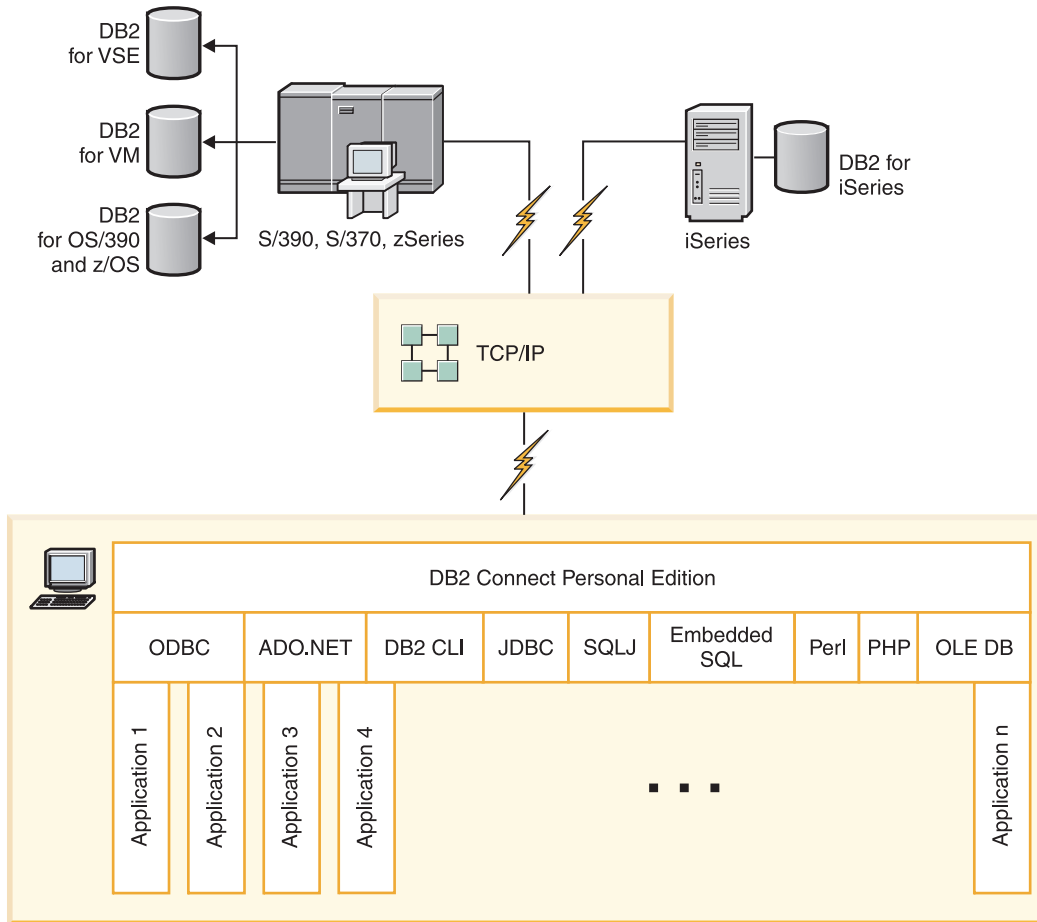 DB2
for VSE
DB2
for VM
DB2
for OS/390
and z/OS
S/390, S/370, zSeries
iSeries
DB2 for
iSeries
TCP/IP
DB2 Connect Personal Edition
ODBC
ADO.NET
DB2 CLI
JDBC
SQLJ
Embedded
SQL
Perl
PHP
OLE DB
Application 1
Application 2
Application 3
Application 4
Application n